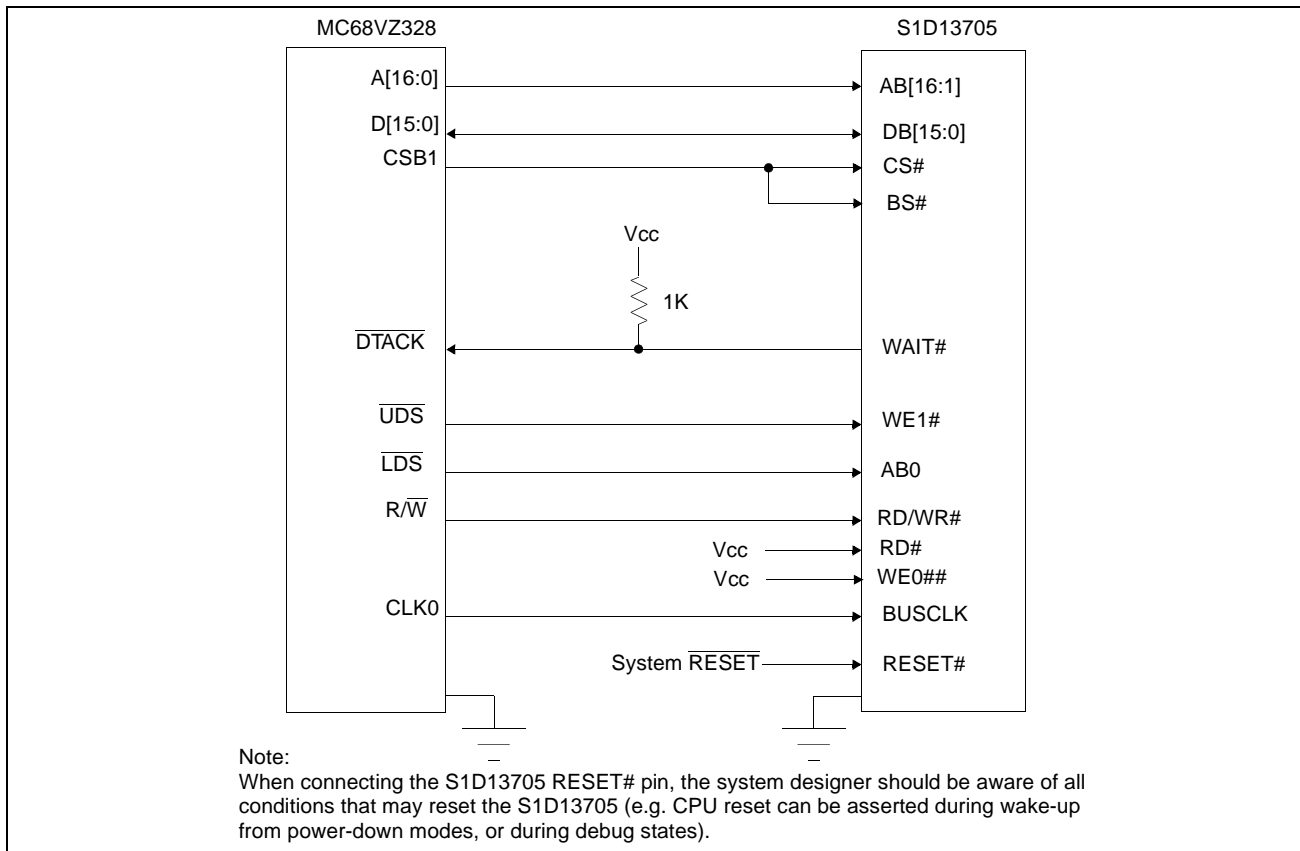 MC68VZ328 S1D13705
A[16:0] AB[16:1]
D[15:0] DB[15:0]
CSB1 CS#
BS#
Vcc
1K
DTACK WAIT#
UDS WE1#
LDS AB0
R/W RD/WR#
Vcc RD#
Vcc WE0##
CLK0 BUSCLK
System RESET RESET#
Note:
When connecting the S1D13705 RESET# pin, the system designer should be aware of all
conditions that may reset the S1D13705 (e.g. CPU reset can be asserted during wake-up
from power-down modes, or during debug states).